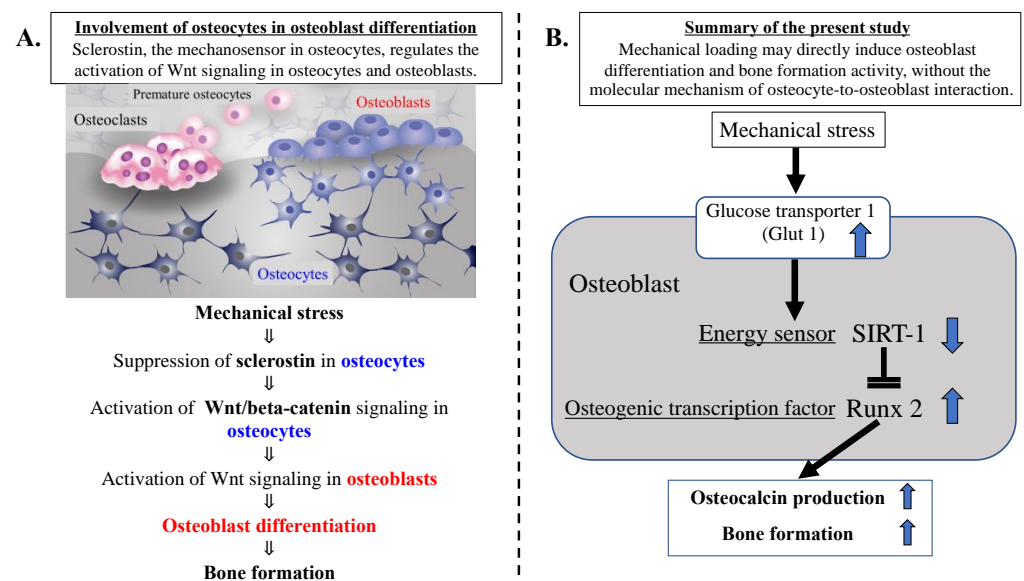 A.
Involvement of osteocytes in osteoblast differentiation
Sclerostin, the mechanosensor in osteocytes, regulates the
activation of Wnt signaling in osteocytes and osteoblasts.
Premature osteocytes
Osteoclasts
Osteoblasts
Osteocytes
Mechanical stress
⇓
Suppression of sclerostin in osteocytes
⇓
Activation of Wnt/beta-catenin signaling in
osteocytes
⇓
Activation of Wnt signaling in osteoblasts
⇓
Osteoblast differentiation
⇓
Bone formation
B.
Summary of the present study
Mechanical loading may directly induce osteoblast
differentiation and bone formation activity, without the
molecular mechanism of osteocyte-to-osteoblast interaction.
Mechanical stress
Glucose transporter 1
(Glut 1)
Osteoblast
Energy sensor SIRT-1
Osteogenic transcription factor Runx 2
Osteocalcin production
Bone formation